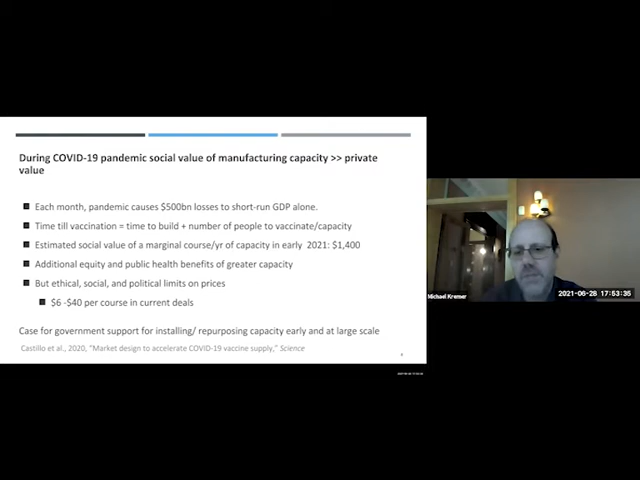 During COVID-19 pandemic social value of manufacturing capacity >> private
value
Each month, pandemic causes $500bn losses to short-run GDP alone.
Time till vaccination = time to build + number of people to vaccinate/capacity
Estimated social value of a marginal course/yr of capacity in early 2021: $1,400
Additional equity and public health benefits of greater capacity
But ethical, social, and political limits on prices
$6 -$40 per course in current deals
Case for government support for installing/ repurposing capacity early and at large scale
Castillo et al., 2020, "Market design to accelerate COVID-19 vaccine supply," Science
Michael Kremer
2021-06-28 17:53:35